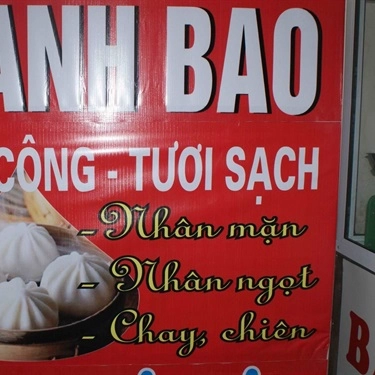 ANH BAO
CÔNG - TƯƠI SẠCH
- Nhân mặn
- Nhân ngọt
- Chay, chiên
B